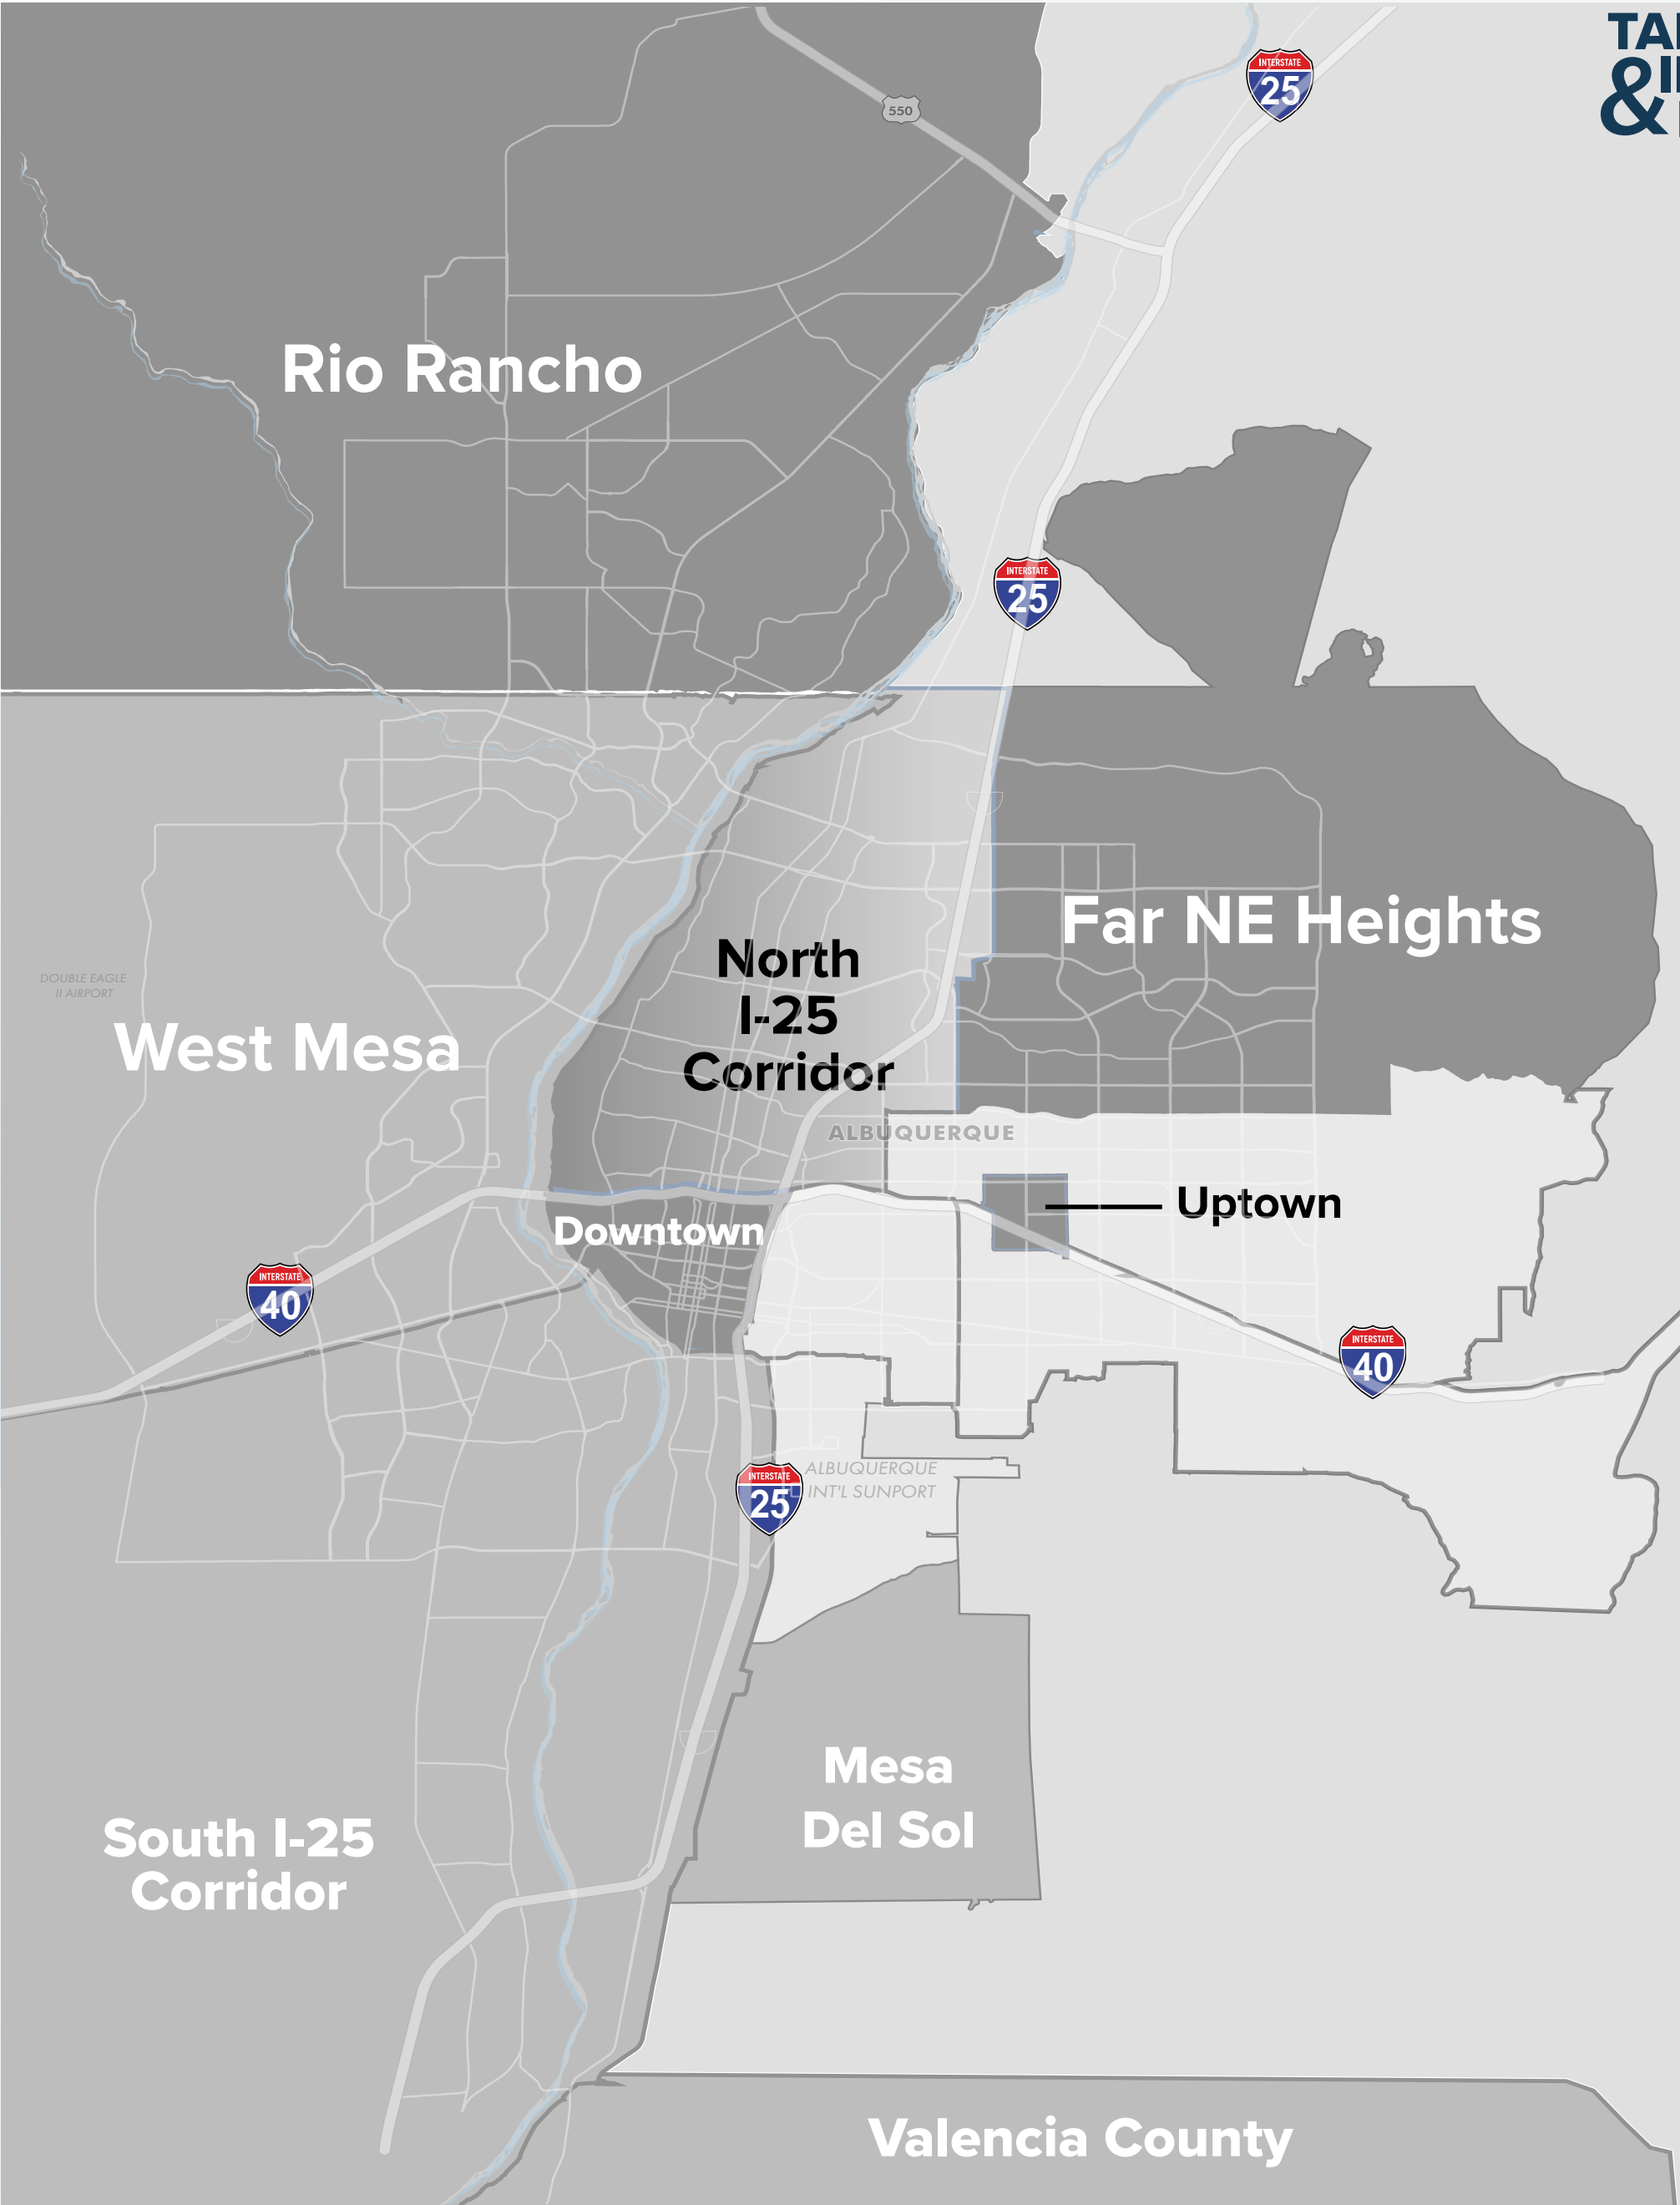 TA
&
550
INTERSTATE
25
Rio Rancho
INTERSTATE
25
Far NE Heights
North
I-25
Corridor
DOUBLE EAGLE
II AIRPORT
West Mesa
ALBUQUERQUE
Uptown
Downtown
INTERSTATE
40
INTERSTATE
40
INTERSTATE
25
ALBUQUERQUE
INT'L SUNPORT
Mesa
Del Sol
South I-25
Corridor
Valencia County